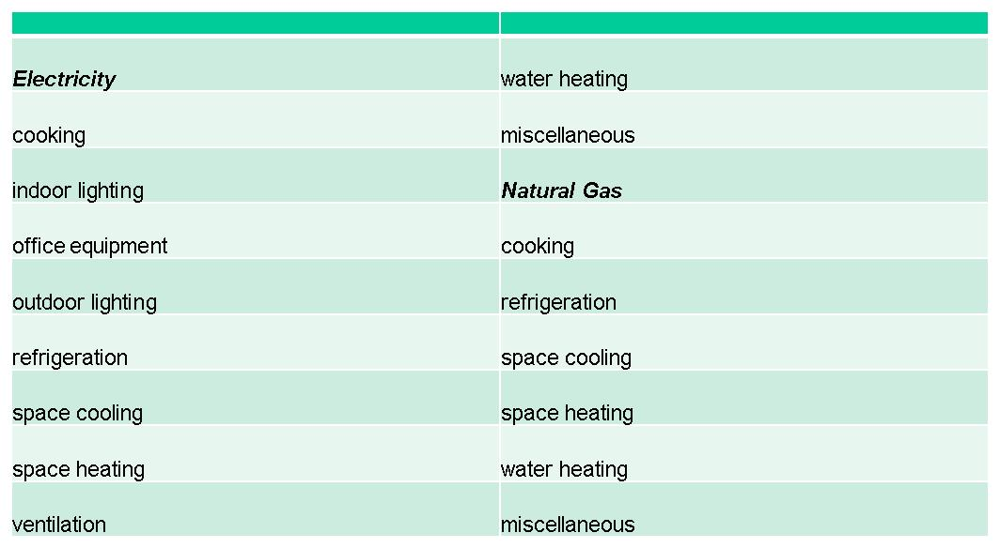 Electricity
cooking
indoor lighting
office equipment
outdoor lighting
refrigeration
space cooling
space heating
ventilation
water heating
miscellaneous
Natural Gas
cooking
refrigeration
space cooling
space heating
water heating
miscellaneous